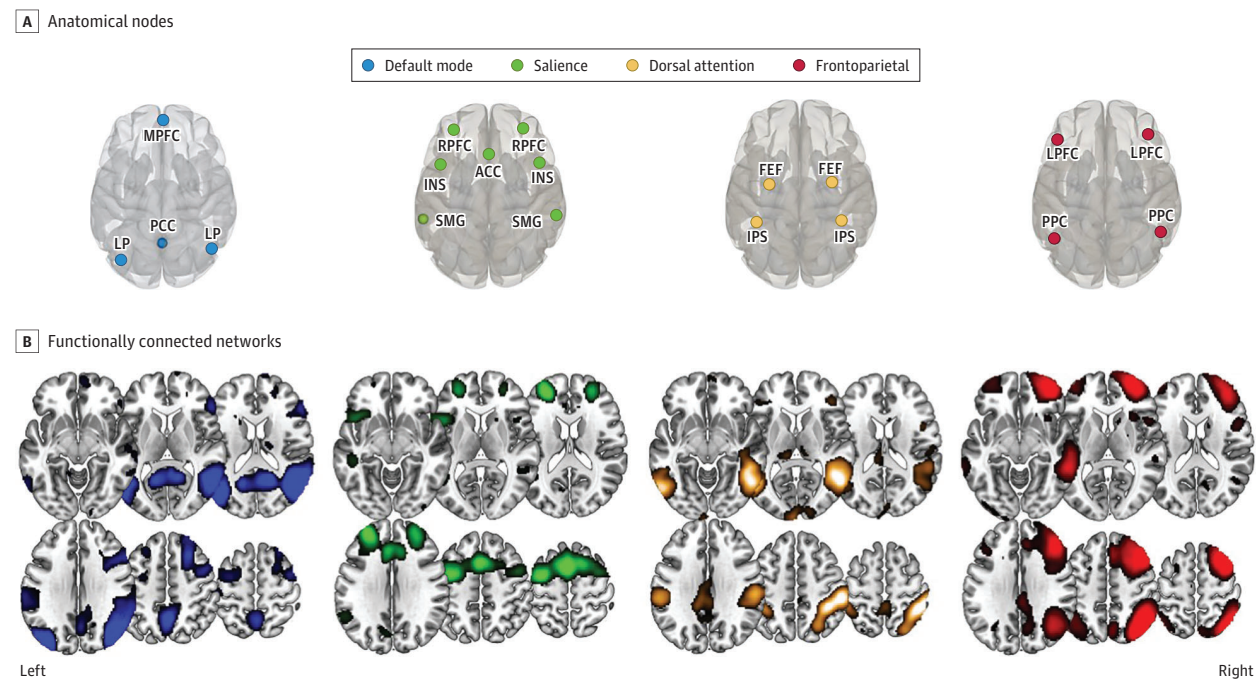 A Anatomical nodes
Default mode Salience Dorsal attention Frontoparietal
MPFC
PCC
LP
LP
RPFC
RPFC
ACC
INS
INS
SMG
SMG
FEF
FEF
IPS
IPS
LPFC
LPFC
PPC
PPC
B Functionally connected networks
Left
Right